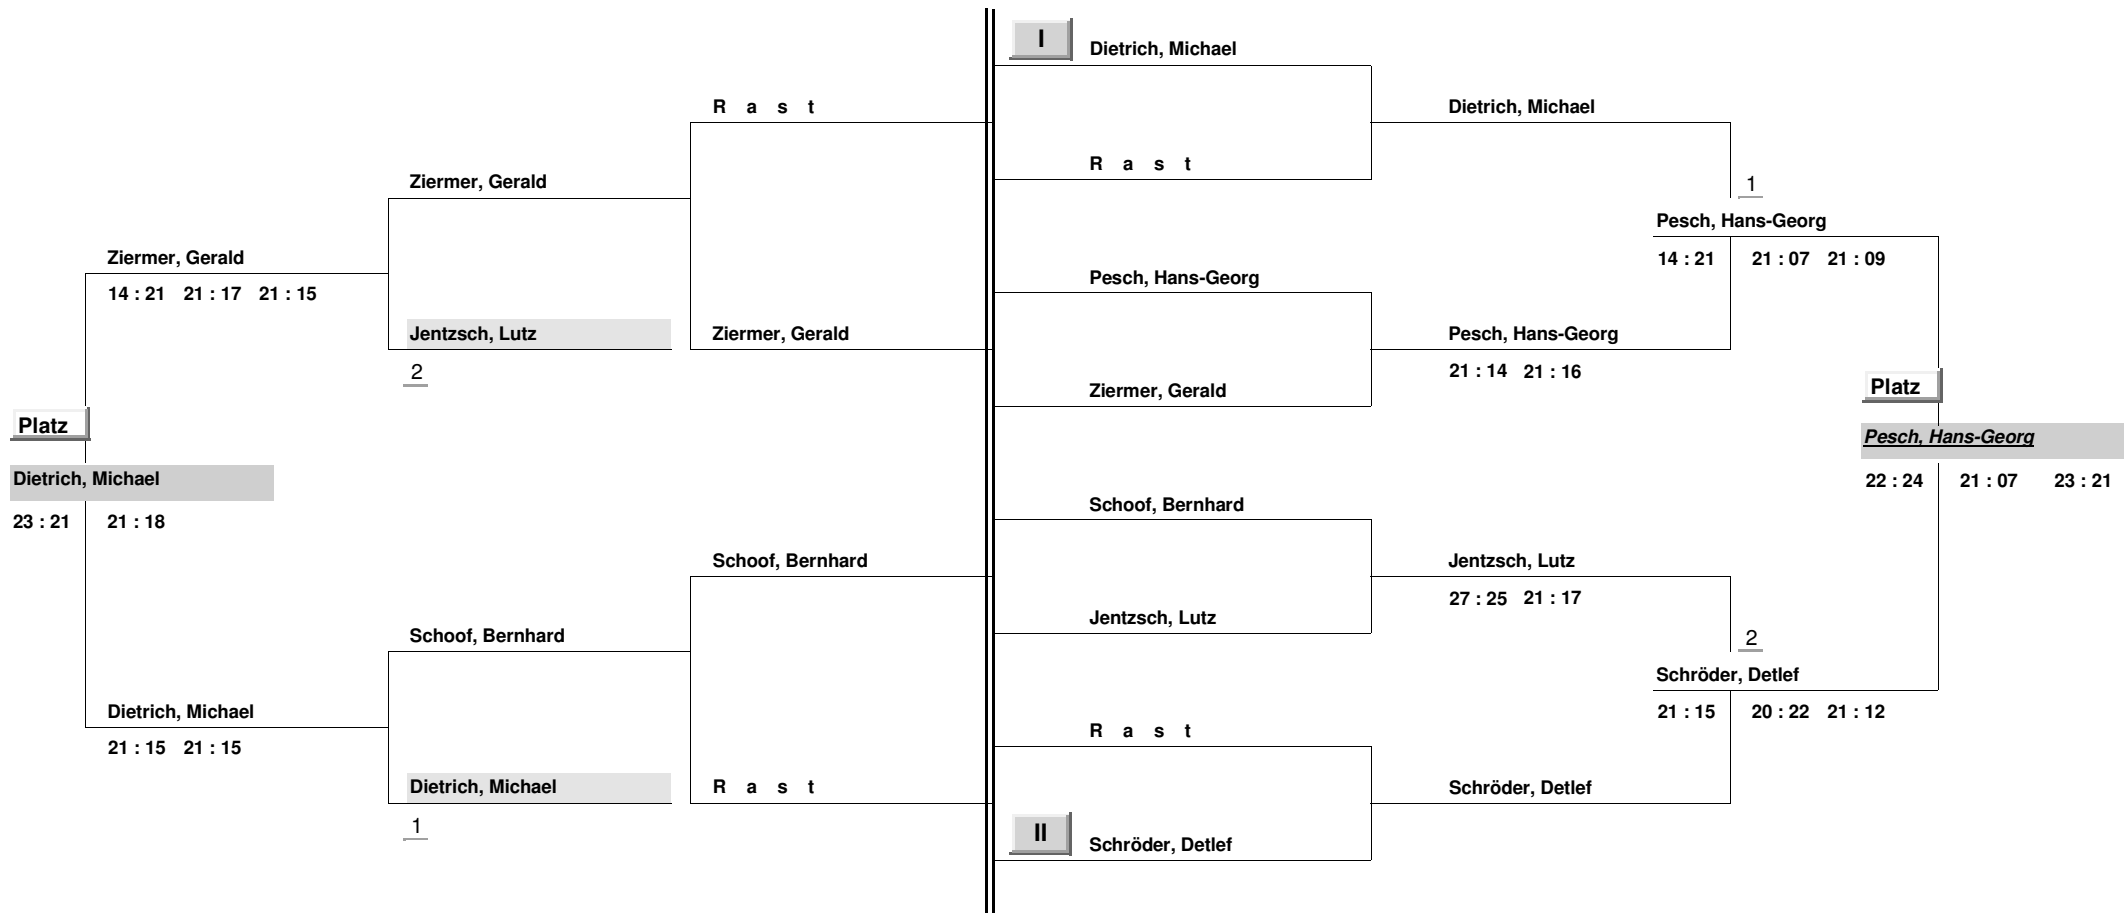 I
Dietrich, Michael
R a s t
Dietrich, Michael
R a s t
1
Ziermer, Gerald
Pesch, Hans-Georg
Ziermer, Gerald
14 : 21 21 : 07 21 : 09
Pesch, Hans-Georg
14 : 21 21 : 17 21 : 15
Jentzsch, Lutz
Ziermer, Gerald
Pesch, Hans-Georg
2
21 : 14 21 : 16
Ziermer, Gerald
Platz
Platz
Pesch, Hans-Georg
Dietrich, Michael
22 : 24 21 : 07 23 : 21
Schoof, Bernhard
23 : 21 21 : 18
Schoof, Bernhard
Jentzsch, Lutz
27 : 25 21 : 17
Jentzsch, Lutz
Schoof, Bernhard
2
Schröder, Detlef
Dietrich, Michael
21 : 15 20 : 22 21 : 12
R a s t
21 : 15 21 : 15
Dietrich, Michael
R a s t
Schröder, Detlef
1
II
Schröder, Detlef